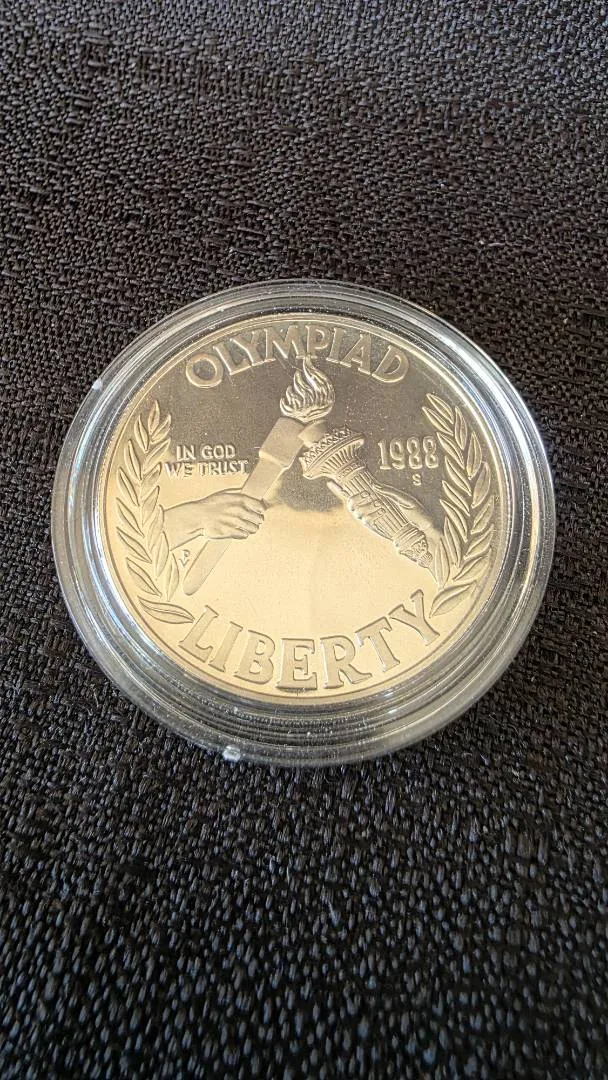 OLYMPIAD
IN GOD
WE TRUST
1988
S
LIBERTY